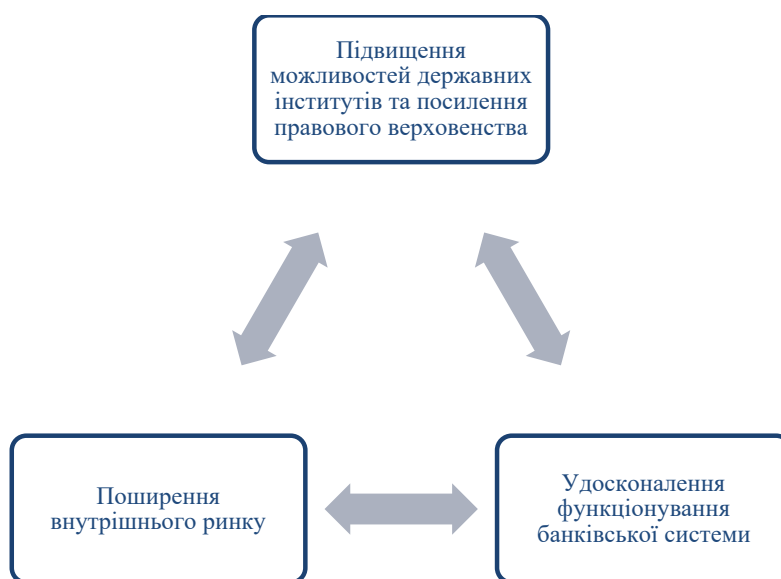 Підвищення
можливостей державних
інститутів та посилення
правового верховенства
Поширення
внутрішнього ринку
Удосконалення
функціонування
банківської системи